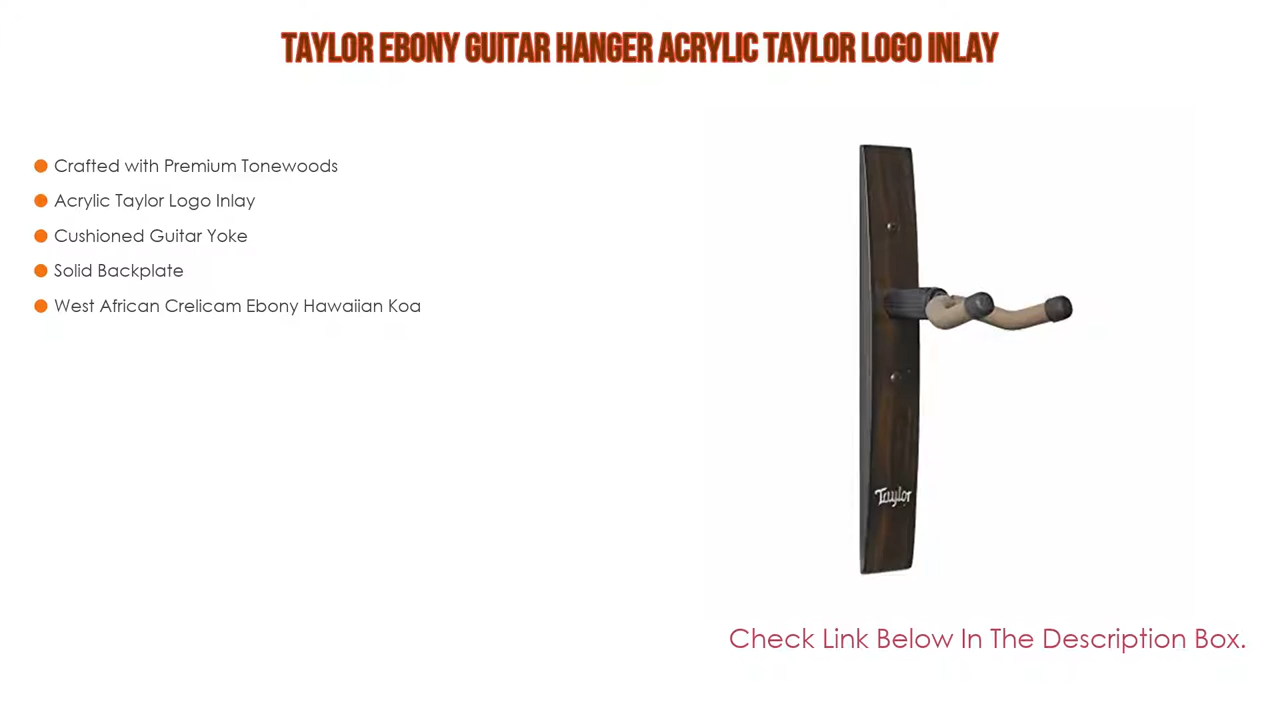 TAYLOR EBONY GUITAR HANGER ACRYLIC TAYLOR LOGO INLAY
Crafted with Premium Tonewoods
Acrylic Taylor Logo Inlay
Cushioned Guitar Yoke
Solid Backplate
West African Crelicam Ebony Hawaiian Koa
Taylor
Check Link Below In The Description Box.